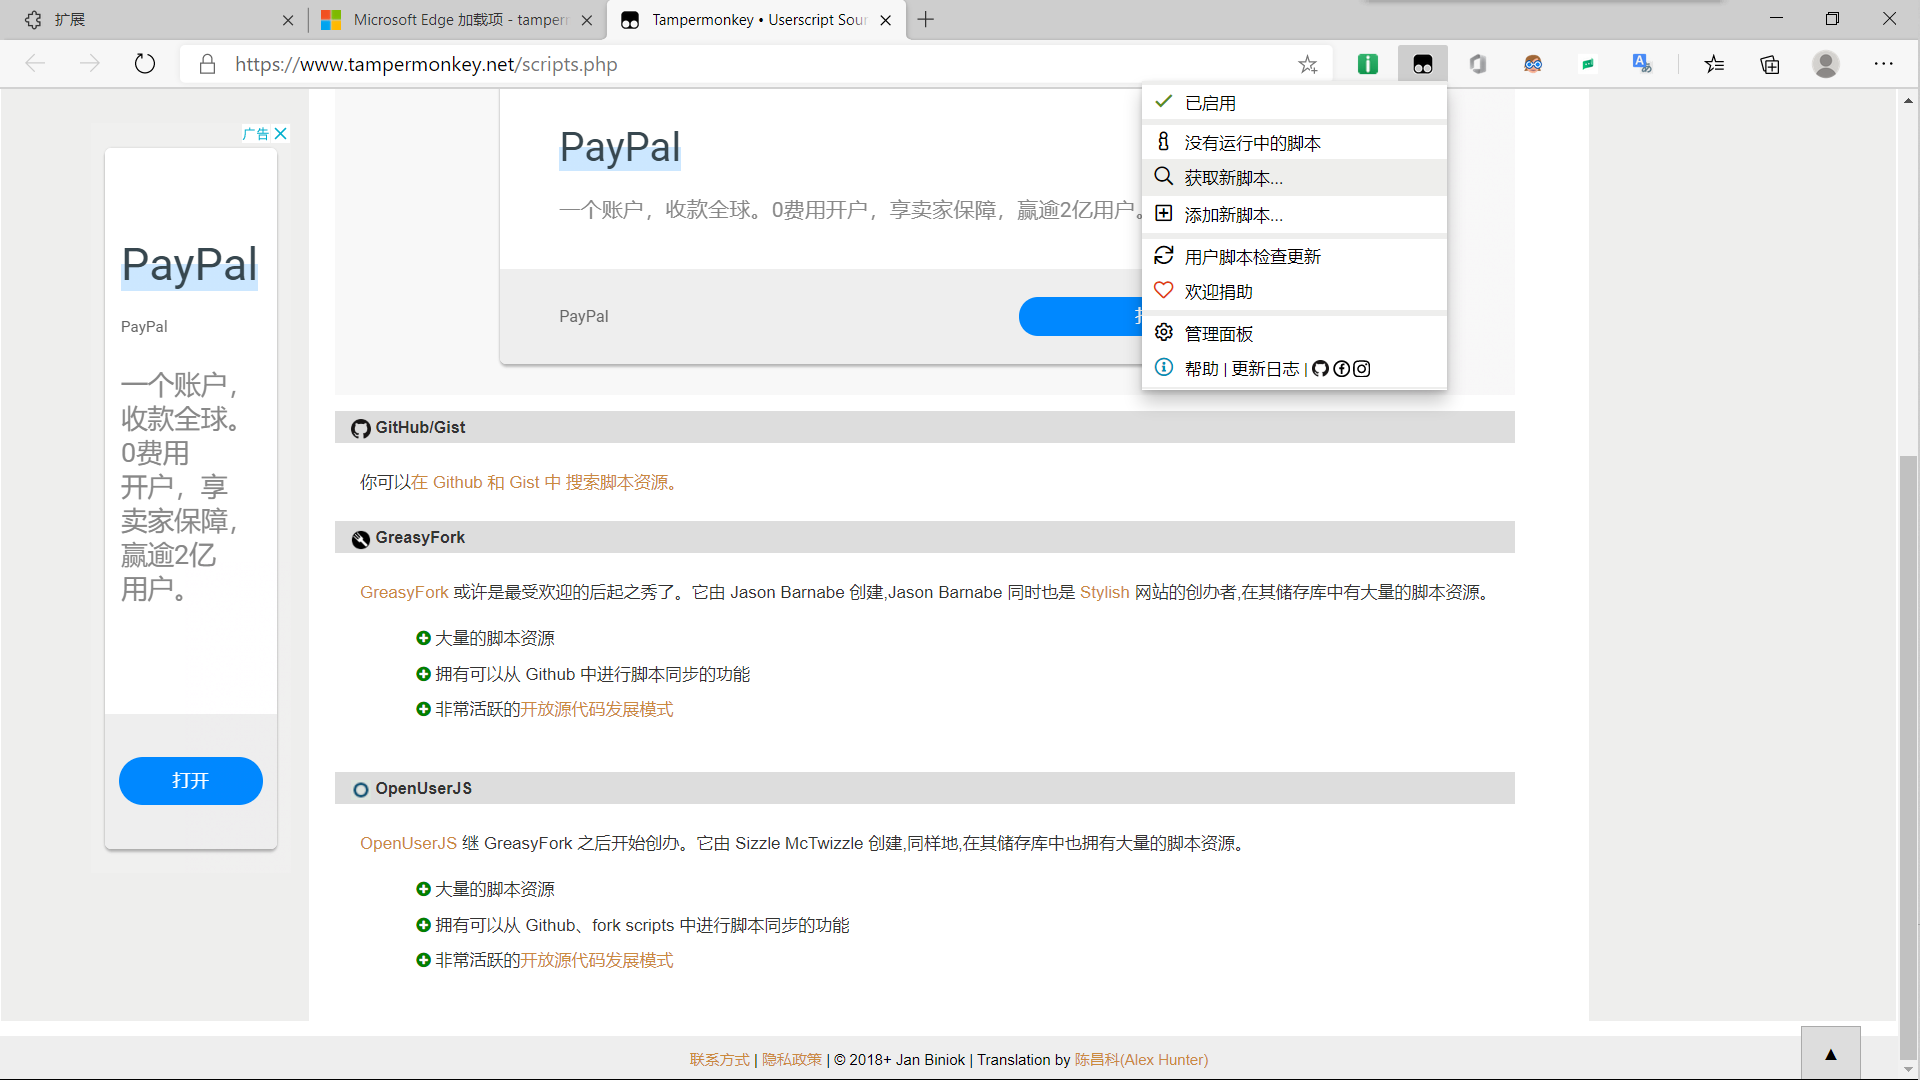 扩展
Microsoft Edge 加载项 - tamper
Tampermonkey • Userscript Sour
https://www.tampermonkey.net/scripts.php
已启用
没有运行中的脚本
获取新脚本...
添加新脚本...
用户脚本检查更新
欢迎捐助
管理面板
帮助 | 更新日志 |
广告
PayPal
PayPal
一个账户，
收款全球。
0费用
开户，享
卖家保障，
赢逾2亿
用户。
打开
PayPal
一个账户，收款全球。0费用开户，享卖家保障，赢逾2亿用户。
PayPal
GitHub/Gist
你可以在 Github 和 Gist 中 搜索脚本资源。
GreasyFork
GreasyFork 或许是最受欢迎的后起之秀了。它由 Jason Barnabe 创建,Jason Barnabe 同时也是 Stylish 网站的创办者,在其储存库中有大量的脚本资源。
大量的脚本资源
拥有可以从 Github 中进行脚本同步的功能
非常活跃的开放源代码发展模式
OpenUserJS
OpenUserJS 继 GreasyFork 之后开始创办。它由 Sizzle McTwizzle 创建,同样地,在其储存库中也拥有大量的脚本资源。
大量的脚本资源
拥有可以从 Github、fork scripts 中进行脚本同步的功能
非常活跃的开放源代码发展模式
联系方式 | 隐私政策 | © 2018+ Jan Biniok | Translation by 陈昌科(Alex Hunter)